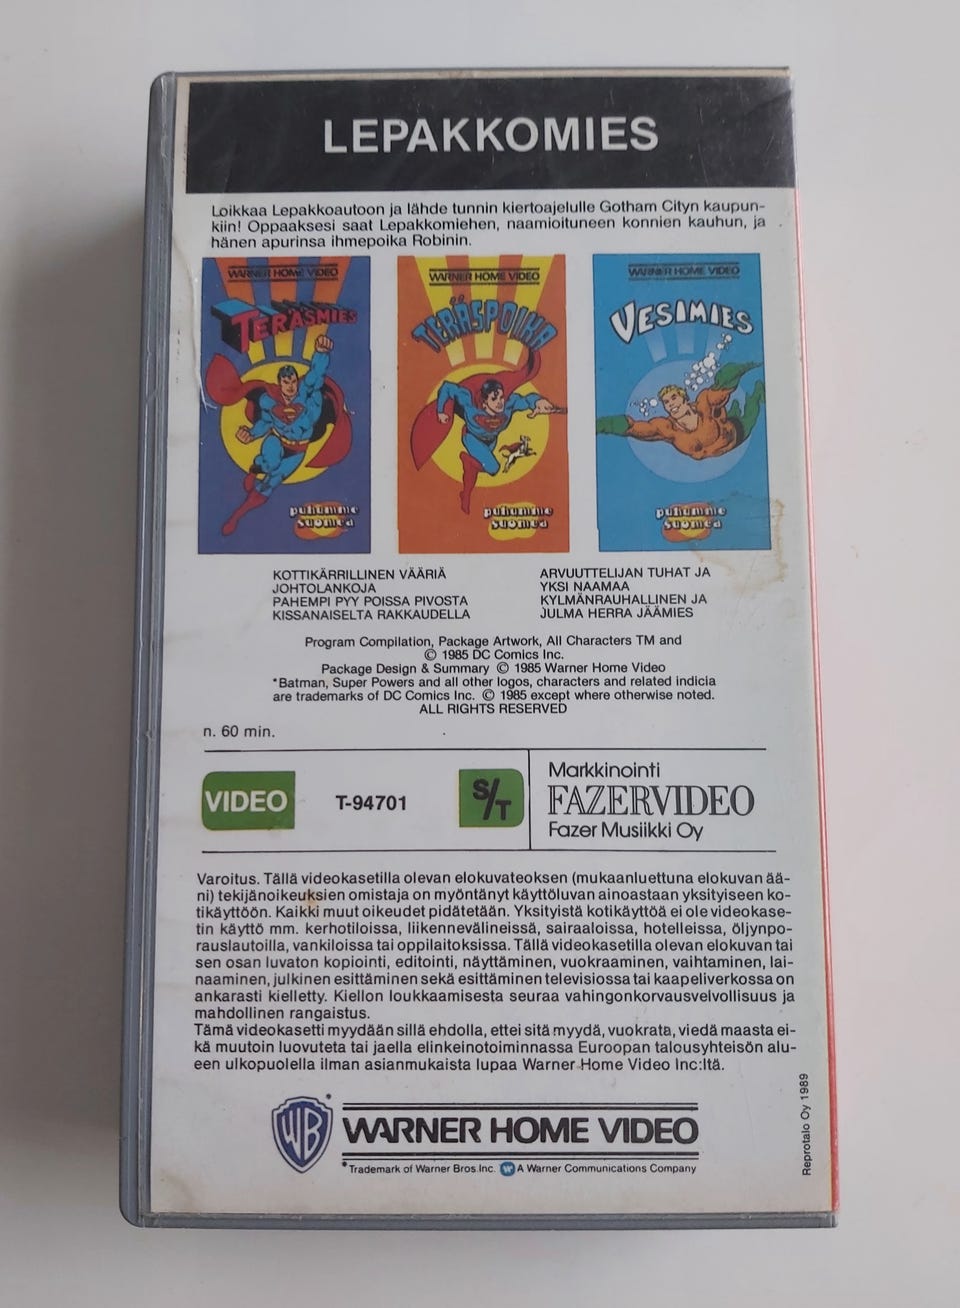 LEPAKKOMIES
Loikkaa Lepakkoautoon ja lähde tunnin kiertoajelulle Gotham Cityn kaupun-
kiin! Oppaaksesi saat Lepakkomiehen, naamioituneen konnien kauhun, ja
hänen apurinsa ihmepoika Robinin.
WARNER HOME VIDEO
TERÄSMIES
puhumme
suomea
WARNER HOME VIDEO
TERÄSPOIKA
puhumme
suomea
WARNER HOME VIDEO
VESIMIES
puhumme
suomea
KOTTIKÄRRILLINEN VÄÄRIÄ
JOHTOLANKOJA
PAHEMPI PYY POISSA PIVOSTA
KISSANAISELTA RAKKAUDELLA
ARVUUTTELIJAN TUHAT JA
YKSI NAAMAA
KYLMÄNRAUHALLINEN JA
JULMA HERRA JÄÄMIES
Program Compilation, Package Artwork, All Characters TM and
© 1985 DC Comics Inc.
Package Design & Summary © 1985 Warner Home Video
*Batman, Super Powers and all other logos, characters and related indicia
are trademarks of DC Comics Inc. © 1985 except where otherwise noted.
ALL RIGHTS RESERVED
n. 60 min.
VIDEO
T-94701
S/T
Markkinointi
FAZERVIDEO
Fazer Musiikki Oy
Varoitus. Tällä videokasetilla olevan elokuvateoksen (mukaanluettuna elokuvan ää-
ni) tekijänoikeuksien omistaja on myöntänyt käyttöluvan ainoastaan yksityiseen ko-
tikäyttöön. Kaikki muut oikeudet pidätetään. Yksityistä kotikäyttöä ei ole videokase-
tin käyttö mm. kerhotiloissa, liikennevälineissä, sairaaloissa, hotelleissa, öljynpo-
rauslautoilla, vankiloissa tai oppilaitoksissa. Tällä videokasetilla olevan elokuvan tai
sen osan luvaton kopiointi, editointi, näyttäminen, vuokraaminen, vaihtaminen, lai-
naaminen, julkinen esittäminen sekä esittäminen televisiossa tai kaapeliverkossa on
ankarasti kielletty. Kiellon loukkaamisesta seuraa vahingonkorvausvelvollisuus ja
mahdollinen rangaistus.
Tämä videokasetti myydään sillä ehdolla, ettei sitä myydä, vuokrata, viedä maasta ei-
kä muutoin luovuteta tai jaella elinkeinotoiminnassa Euroopan talousyhteisön alu-
een ulkopuolella ilman asianmukaista lupaa Warner Home Video Inc:ltä.
WB* WARNER HOME VIDEO
*Trademark of Warner Bros.Inc. W A Warner Communications Company
Reprotalo Oy 1989